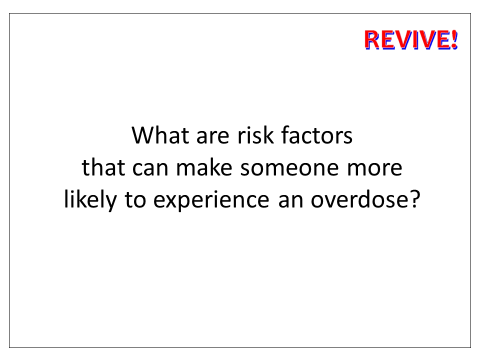 REVIVE!
What are risk factors
that can make someone more
likely to experience an overdose?